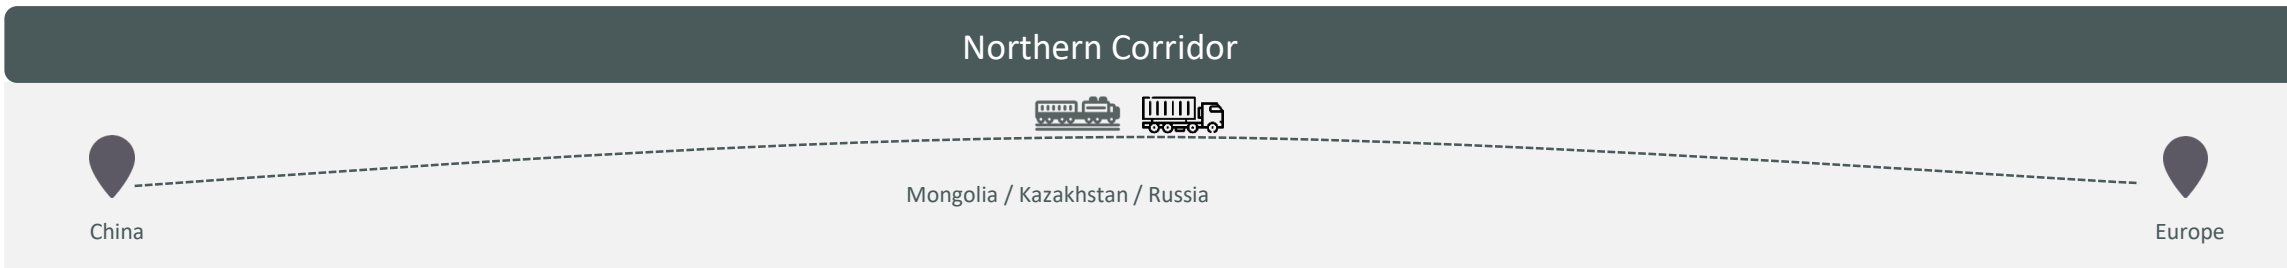 Northern Corridor
Mongolia / Kazakhstan / Russia
China
Europe